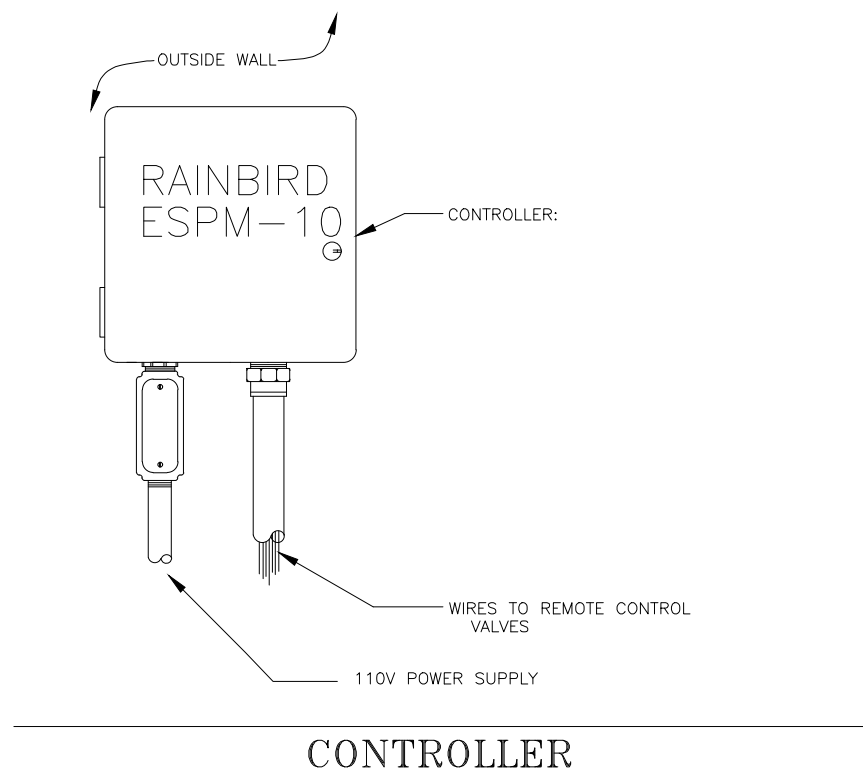 OUTSIDE WALL
RAINBIRD
ESPM-10
CONTROLLER:
WIRES TO REMOTE CONTROL
VALVES
110V POWER SUPPLY
CONTROLLER